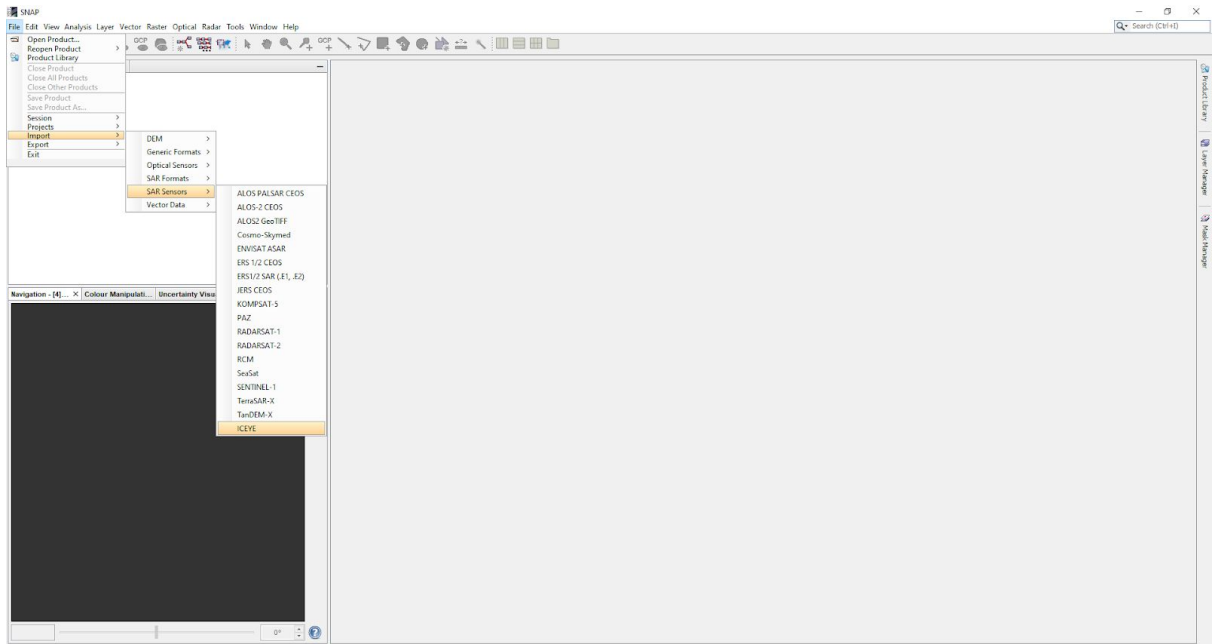 SNAP
File Edit View Analysis Layer Vector Raster Optical Radar Tools Window Help
Search (Ctrl+I)
GCP
GCP
Open Product...
Reopen Product
Product Library
Close Product
Close All Products
Close Other Products
Save Product
Save Product As...
Session
Projects
Import
Export
Exit
DEM
Generic Formats
Optical Sensors
SAR Formats
SAR Sensors
Vector Data
ALOS PALSAR CEOS
ALOS-2 CEOS
ALOS2 GeoTIFF
Cosmo-Skymed
ENVISAT ASAR
ERS 1/2 CEOS
ERS1/2 SAR (.E1, .E2)
JERS CEOS
KOMPSAT-5
PAZ
RADARSAT-1
RADARSAT-2
RCM
SeaSat
SENTINEL-1
TerraSAR-X
TanDEM-X
ICEYE
Navigation - [4]... Colour Manipulati... Uncertainty Visu
0°
Product Library
Layer Manager
Mask Manager